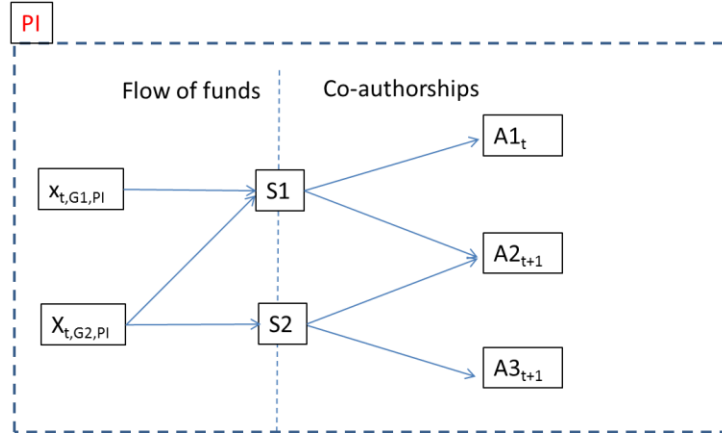 PI
Flow of funds
Co-authorships
A1t
xt,G1,PI
S1
A2t+1
Xt,G2,PI
S2
A3t+1